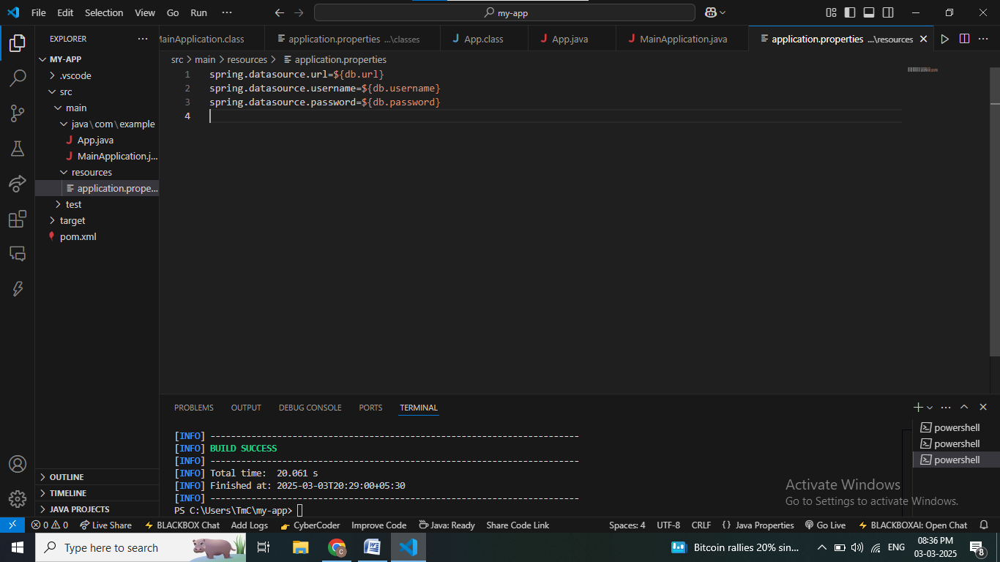 File Edit Selection View Go Run ···
my-app
EXPLORER ···
MainApplication.class
application.properties ...\classes
App.class
App.java
MainApplication.java
application.properties ...\resources
MY-APP
.vscode
src
main
java\com\example
App.java
MainApplication.j...
resources
application.prope...
test
target
pom.xml
OUTLINE
TIMELINE
JAVA PROJECTS
src > main > resources > application.properties
1 spring.datasource.url=${db.url}
2 spring.datasource.username=${db.username}
3 spring.datasource.password=${db.password}
4
PROBLEMS OUTPUT DEBUG CONSOLE PORTS TERMINAL
[INFO] ------------------------------------------------------------------------
[INFO] BUILD SUCCESS
[INFO] ------------------------------------------------------------------------
[INFO] Total time:  20.061 s
[INFO] Finished at: 2025-03-03T20:29:00+05:30
[INFO] ------------------------------------------------------------------------
PS C:\Users\TmC\my-app>
powershell
powershell
powershell
Activate Windows
Go to Settings to activate Windows.
0 0 Live Share BLACKBOX Chat Add Logs CyberCoder Improve Code Java: Ready Share Code Link Spaces: 4 UTF-8 CRLF {} Java Properties Go Live BLACKBOXAI: Open Chat
Type here to search
Bitcoin rallies 20% sin...
ENG
08:36 PM
03-03-2025
8